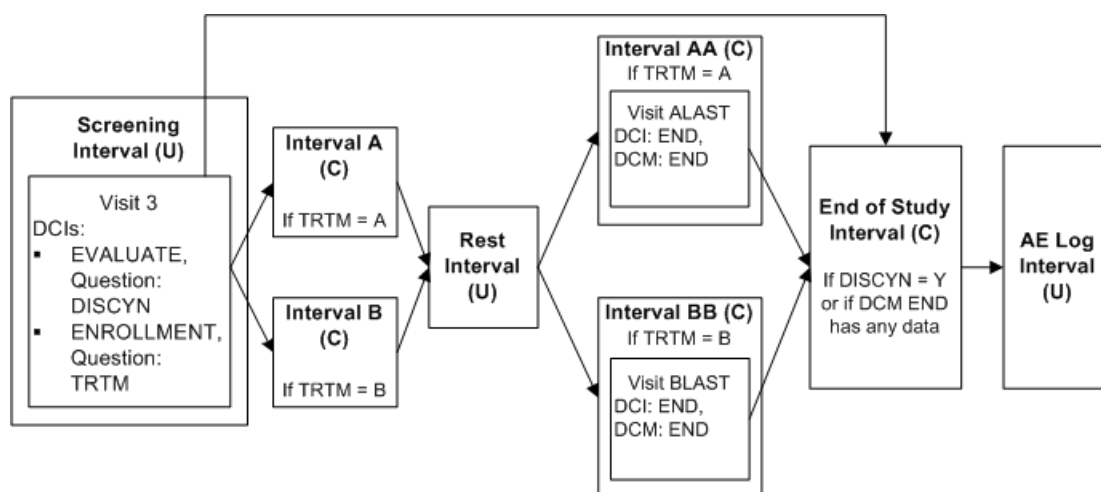 Screening
Interval (U)
Visit 3
DCIs:
▪ EVALUATE,
Question:
DISCYN
▪ ENROLLMENT,
Question:
TRTM
Interval A
(C)
If TRTM = A
Interval B
(C)
If TRTM = B
Rest
Interval
(U)
Interval AA (C)
If TRTM = A
Visit ALAST
DCI: END,
DCM: END
Interval BB (C)
If TRTM = B
Visit BLAST
DCI: END,
DCM: END
End of Study
Interval (C)
If DISCYN = Y
or if DCM END
has any data
AE Log
Interval
(U)